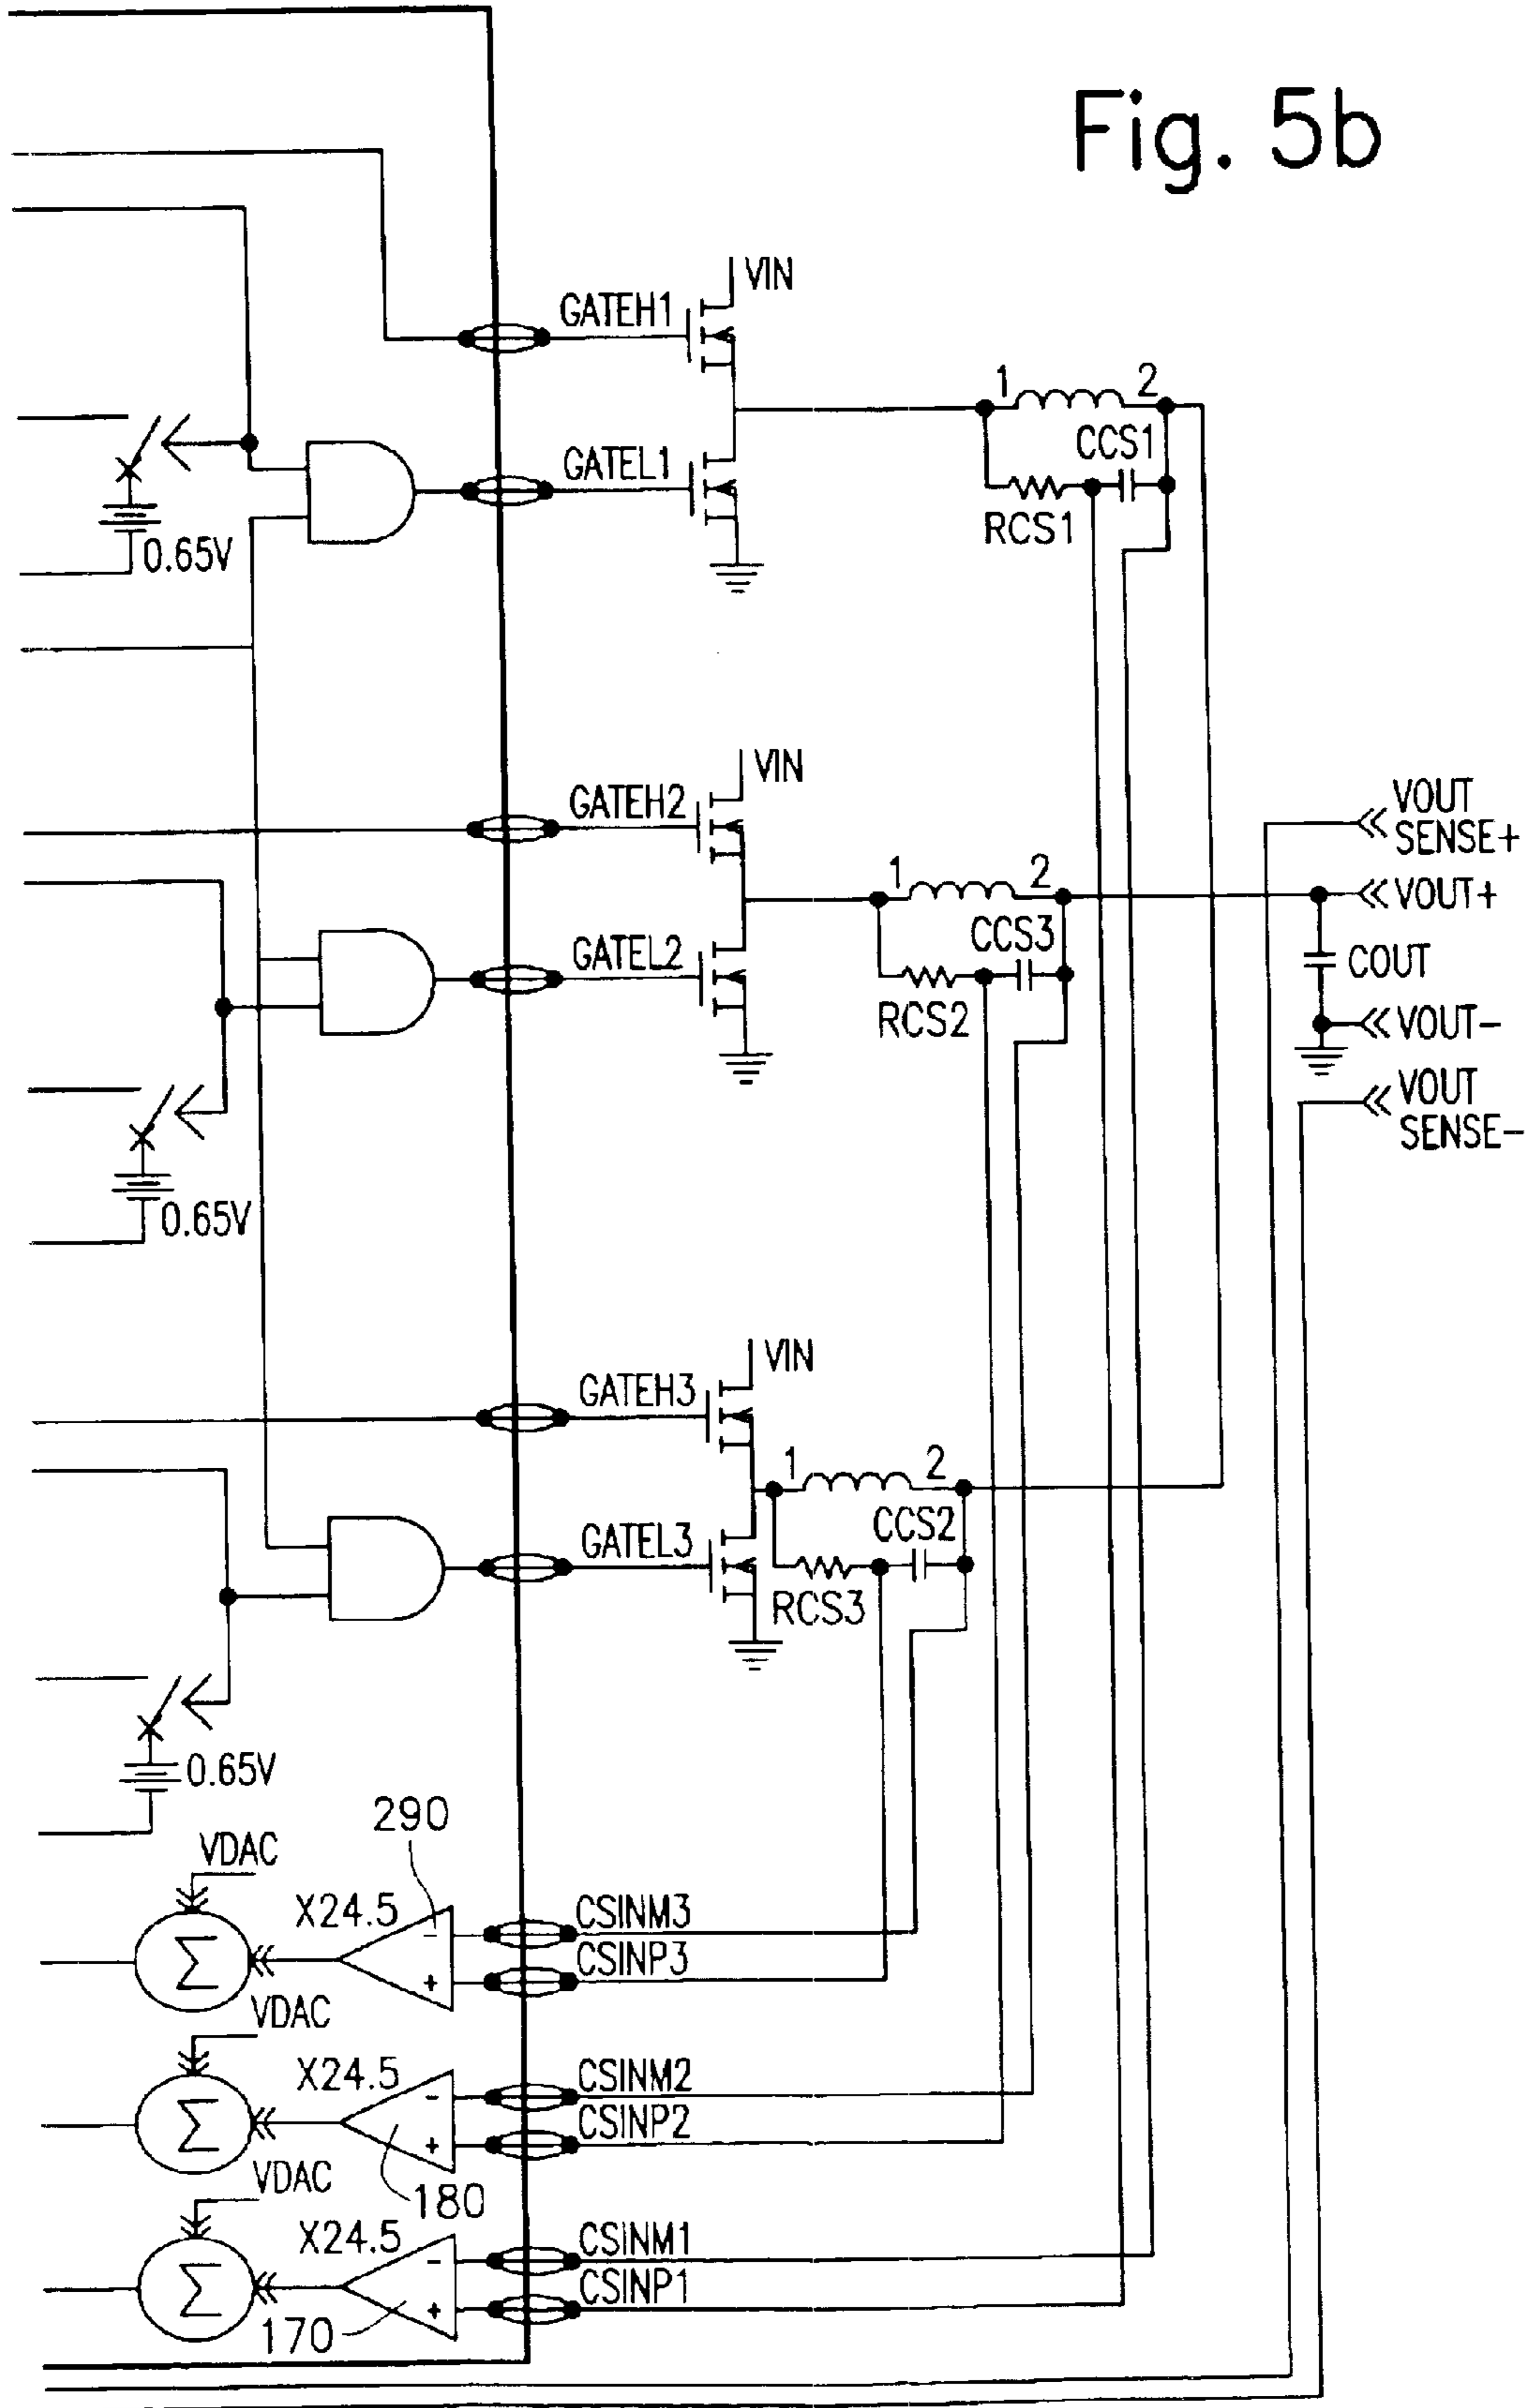 Fig. 5b
VIN
GATEH1
1 2
CCS1
GATEL1
RCS1
0.65V
VIN
GATEH2
VOUT
SENSE+
1 2
VOUT+
CCS3
GATEL2
COUT
RCS2
VOUT-
VOUT
SENSE-
0.65V
VIN
GATEH3
1 2
CCS2
GATEL3
RCS3
0.65V
290
VDAC
X24.5
CSINM3
-
Σ
CSINP3
+
VDAC
X24.5
CSINM2
-
Σ
CSINP2
+
VDAC
180
X24.5
CSINM1
-
Σ
CSINP1
+
170